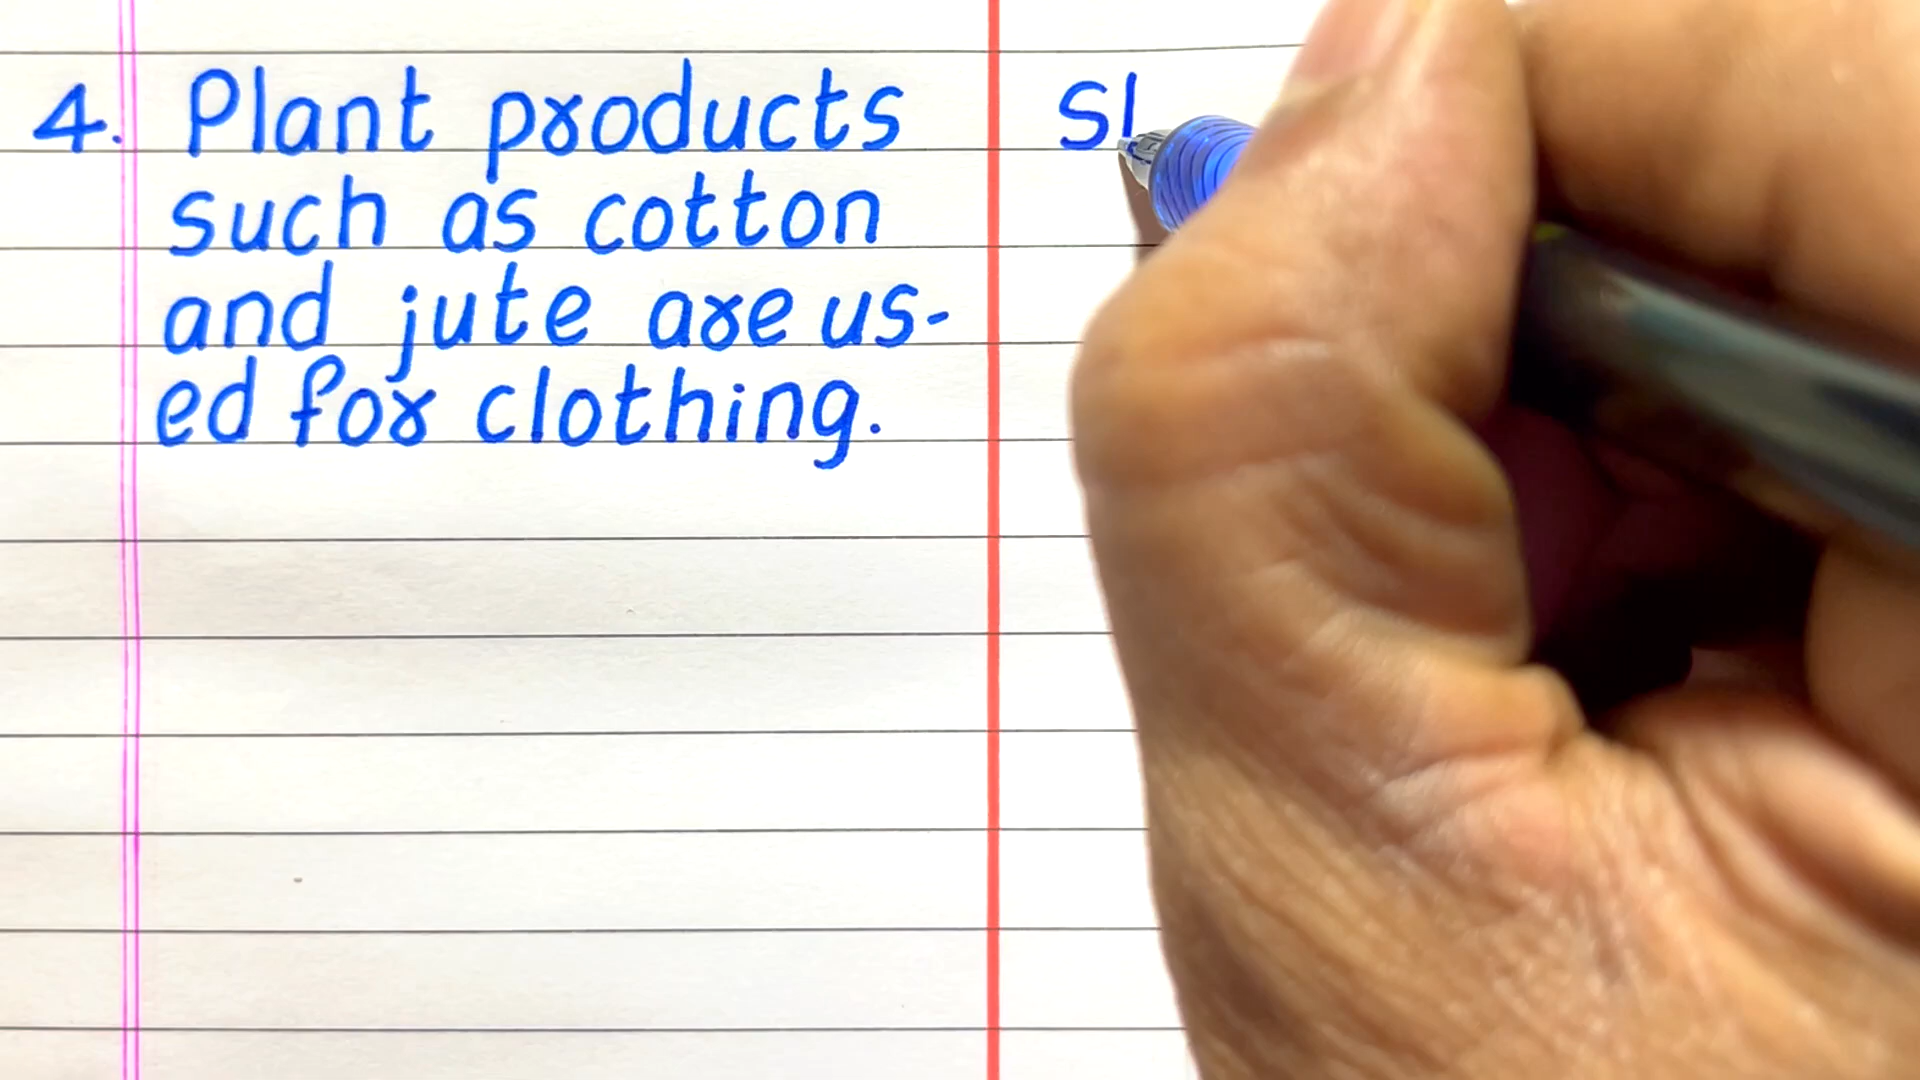 4. Plant products
such as cotton
and jute are us-
ed for clothing.